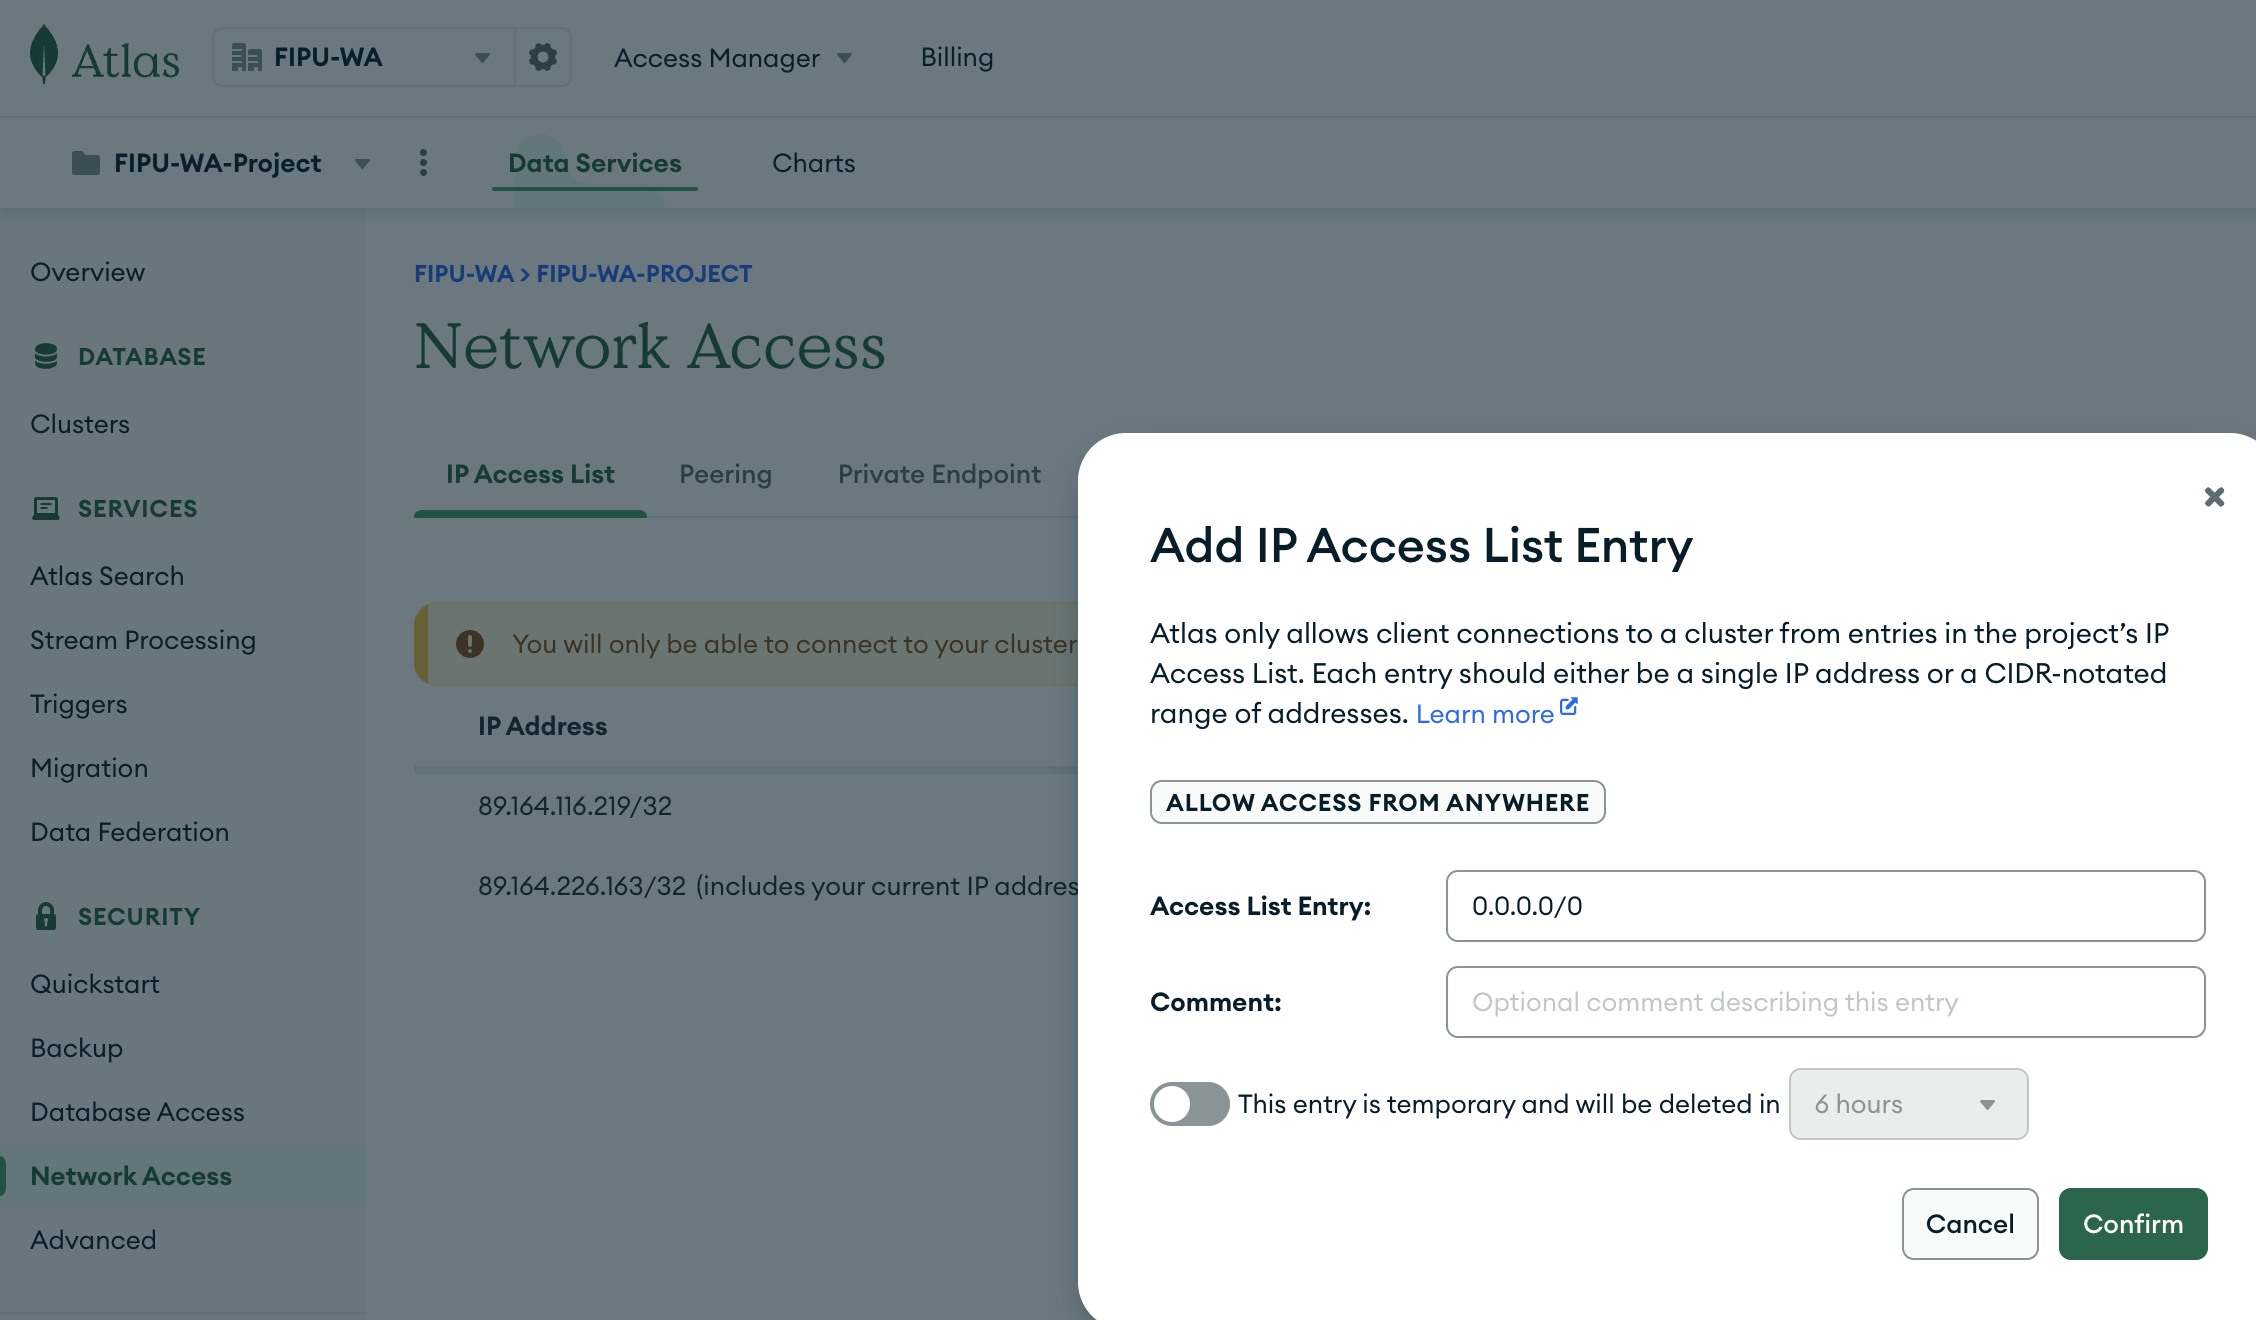 Atlas
FIPU-WA
Access Manager
Billing
FIPU-WA-Project
Data Services
Charts
Overview
DATABASE
Clusters
SERVICES
Atlas Search
Stream Processing
Triggers
Migration
Data Federation
SECURITY
Quickstart
Backup
Database Access
Network Access
Advanced
FIPU-WA > FIPU-WA-PROJECT
Network Access
IP Access List
Peering
Private Endpoint
You will only be able to connect to your cluster
IP Address
89.164.116.219/32
89.164.226.163/32 (includes your current IP addres
Add IP Access List Entry
Atlas only allows client connections to a cluster from entries in the project’s IP
Access List. Each entry should either be a single IP address or a CIDR-notated
range of addresses. Learn more
ALLOW ACCESS FROM ANYWHERE
Access List Entry:
0.0.0.0/0
Comment:
Optional comment describing this entry
This entry is temporary and will be deleted in
6 hours
Cancel
Confirm